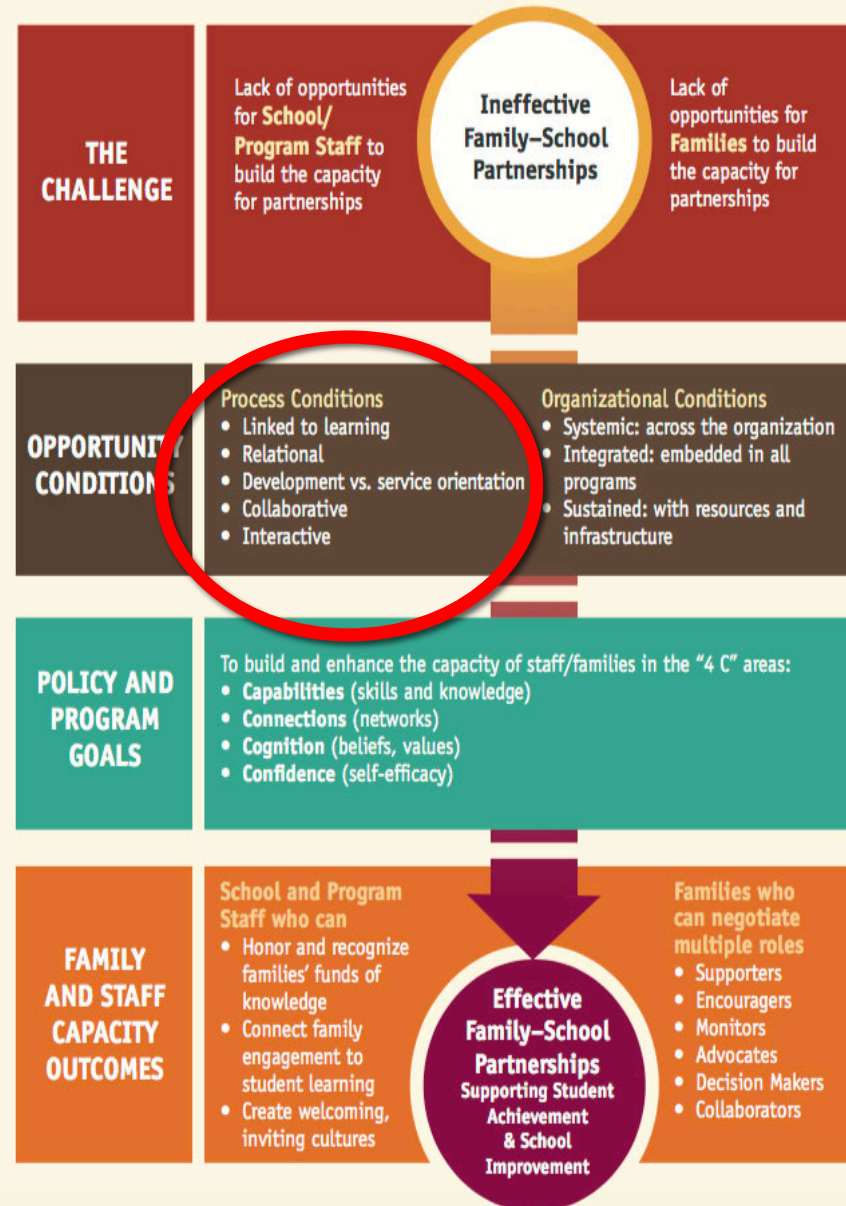 THE
CHALLENGE
Lack of opportunities
for School/
Program Staff to
build the capacity
for partnerships
Ineffective
Family–School
Partnerships
Lack of
opportunities for
Families to build
the capacity for
partnerships
OPPORTUNITY
CONDITIONS
Process Conditions
• Linked to learning
• Relational
• Development vs. service orientation
• Collaborative
• Interactive
Organizational Conditions
• Systemic: across the organization
• Integrated: embedded in all
programs
• Sustained: with resources and
infrastructure
POLICY AND
PROGRAM
GOALS
To build and enhance the capacity of staff/families in the “4 C” areas:
• Capabilities (skills and knowledge)
• Connections (networks)
• Cognition (beliefs, values)
• Confidence (self-efficacy)
FAMILY
AND STAFF
CAPACITY
OUTCOMES
School and Program
Staff who can
• Honor and recognize
families’ funds of
knowledge
• Connect family
engagement to
student learning
• Create welcoming,
inviting cultures
Effective
Family–School
Partnerships
Supporting Student
Achievement
& School
Improvement
Families who
can negotiate
multiple roles
• Supporters
• Encouragers
• Monitors
• Advocates
• Decision Makers
• Collaborators